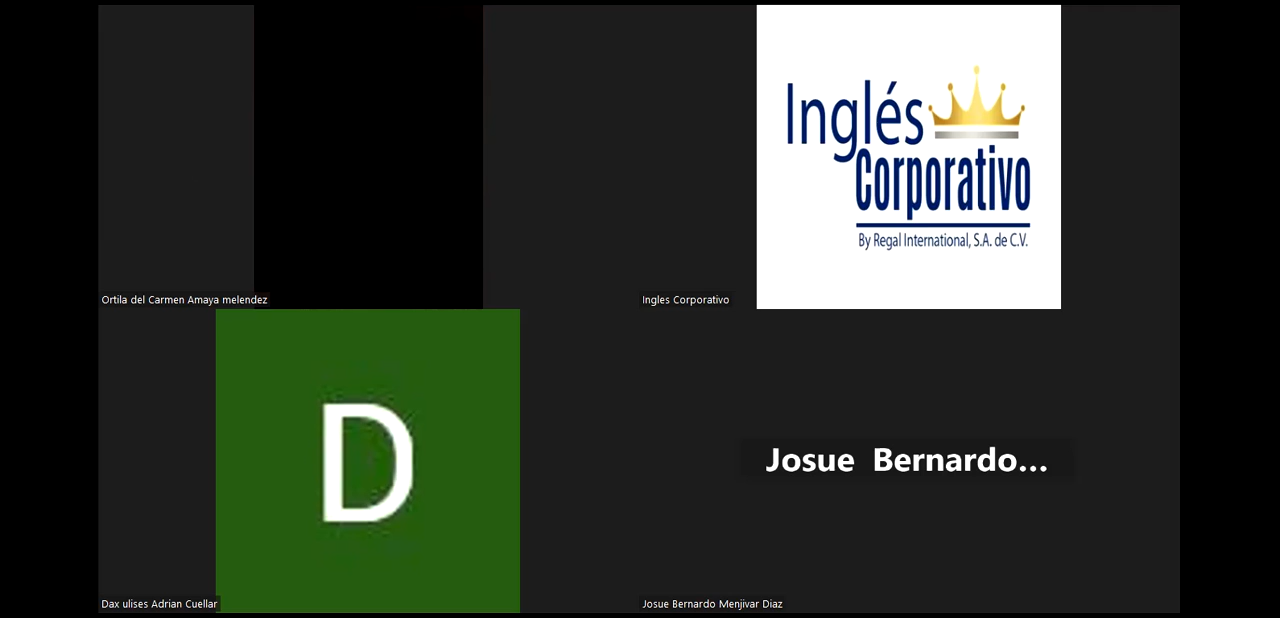 Inglés
Corporativo
By Regal International, S.A. de C.V.
Ortila del Carmen Amaya melendez
Ingles Corporativo
D
Josue Bernardo...
Dax ulises Adrian Cuellar
Josue Bernardo Menjivar Diaz